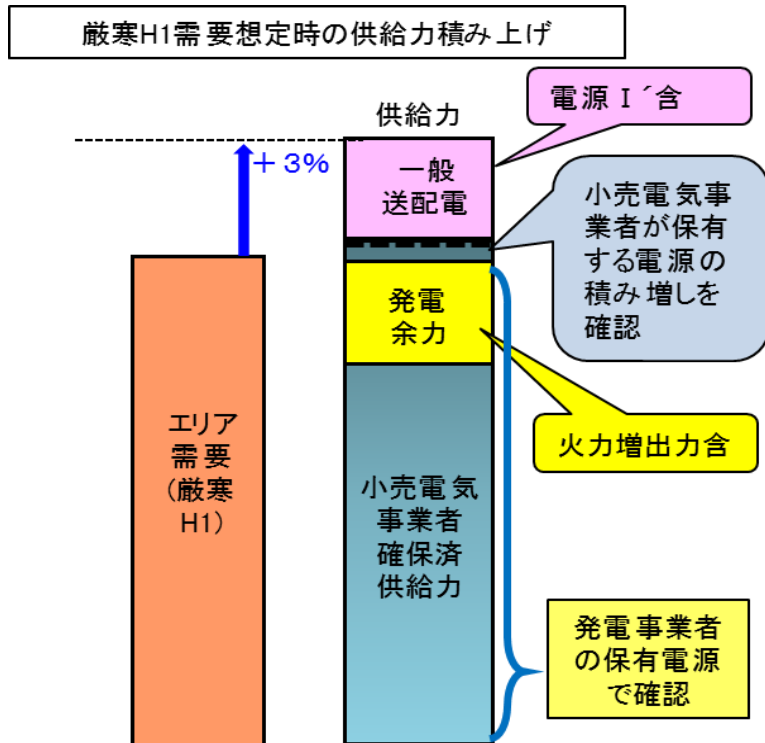 厳寒H1需要想定時の供給力積み上げ
供給力
電源Ⅰ´含
+3%
一般
送配電
小売電気事
業者が保有
する電源の
積み増しを
確認
発電
余力
エリア
需要
(厳寒
H1)
火力増出力含
小売電気
事業者
確保済
供給力
発電事業者
の保有電源
で確認